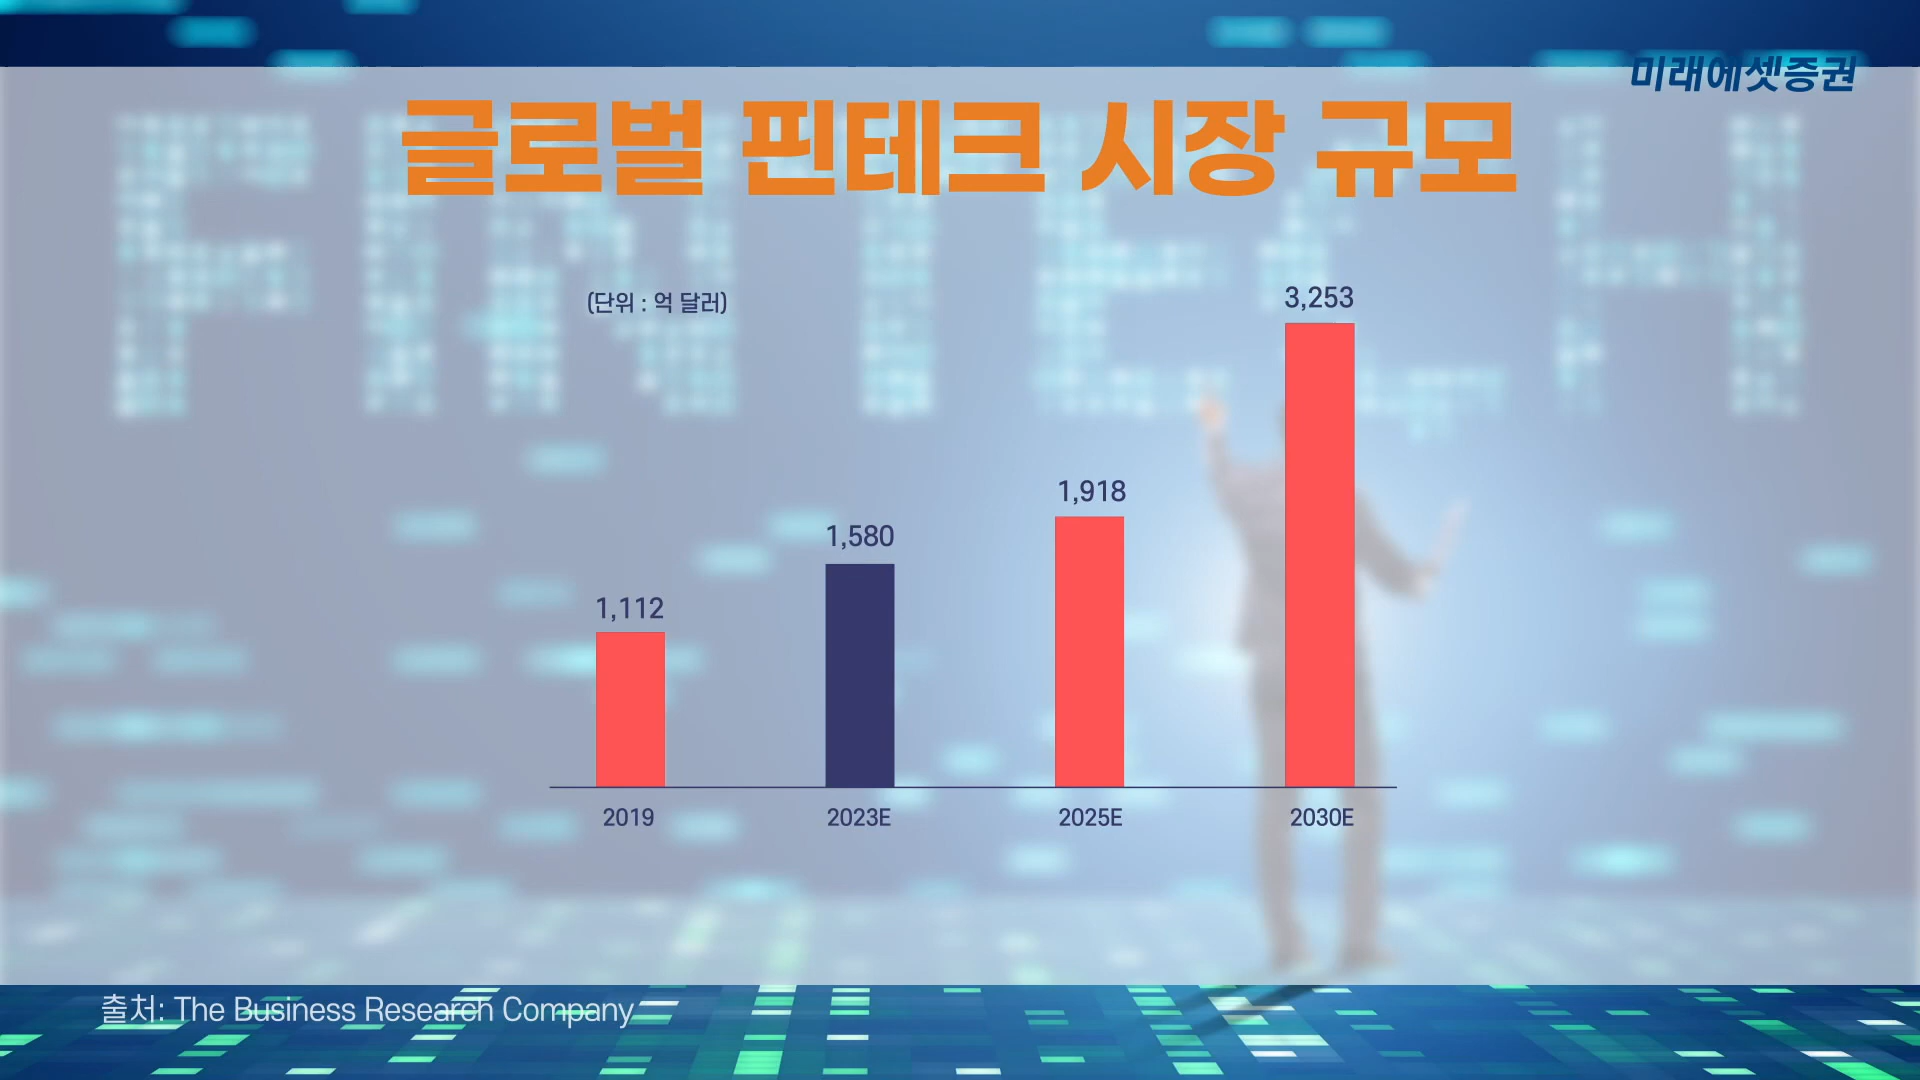 미래에셋증권
글로벌 핀테크 시장 규모
(단위 : 억 달러)
3,253
1,918
1,580
1,112
2019 2023E 2025E 2030E
FINTECH
출처: The Business Research Company